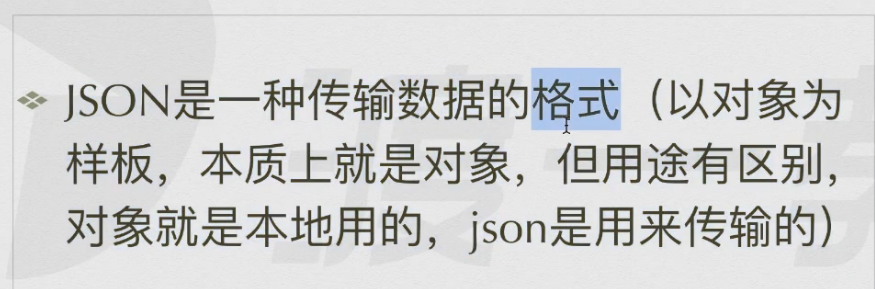 JSON是一种传输数据的格式（以对象为
样板，本质上就是对象，但用途有区别，
对象就是本地用的，json是用来传输的）